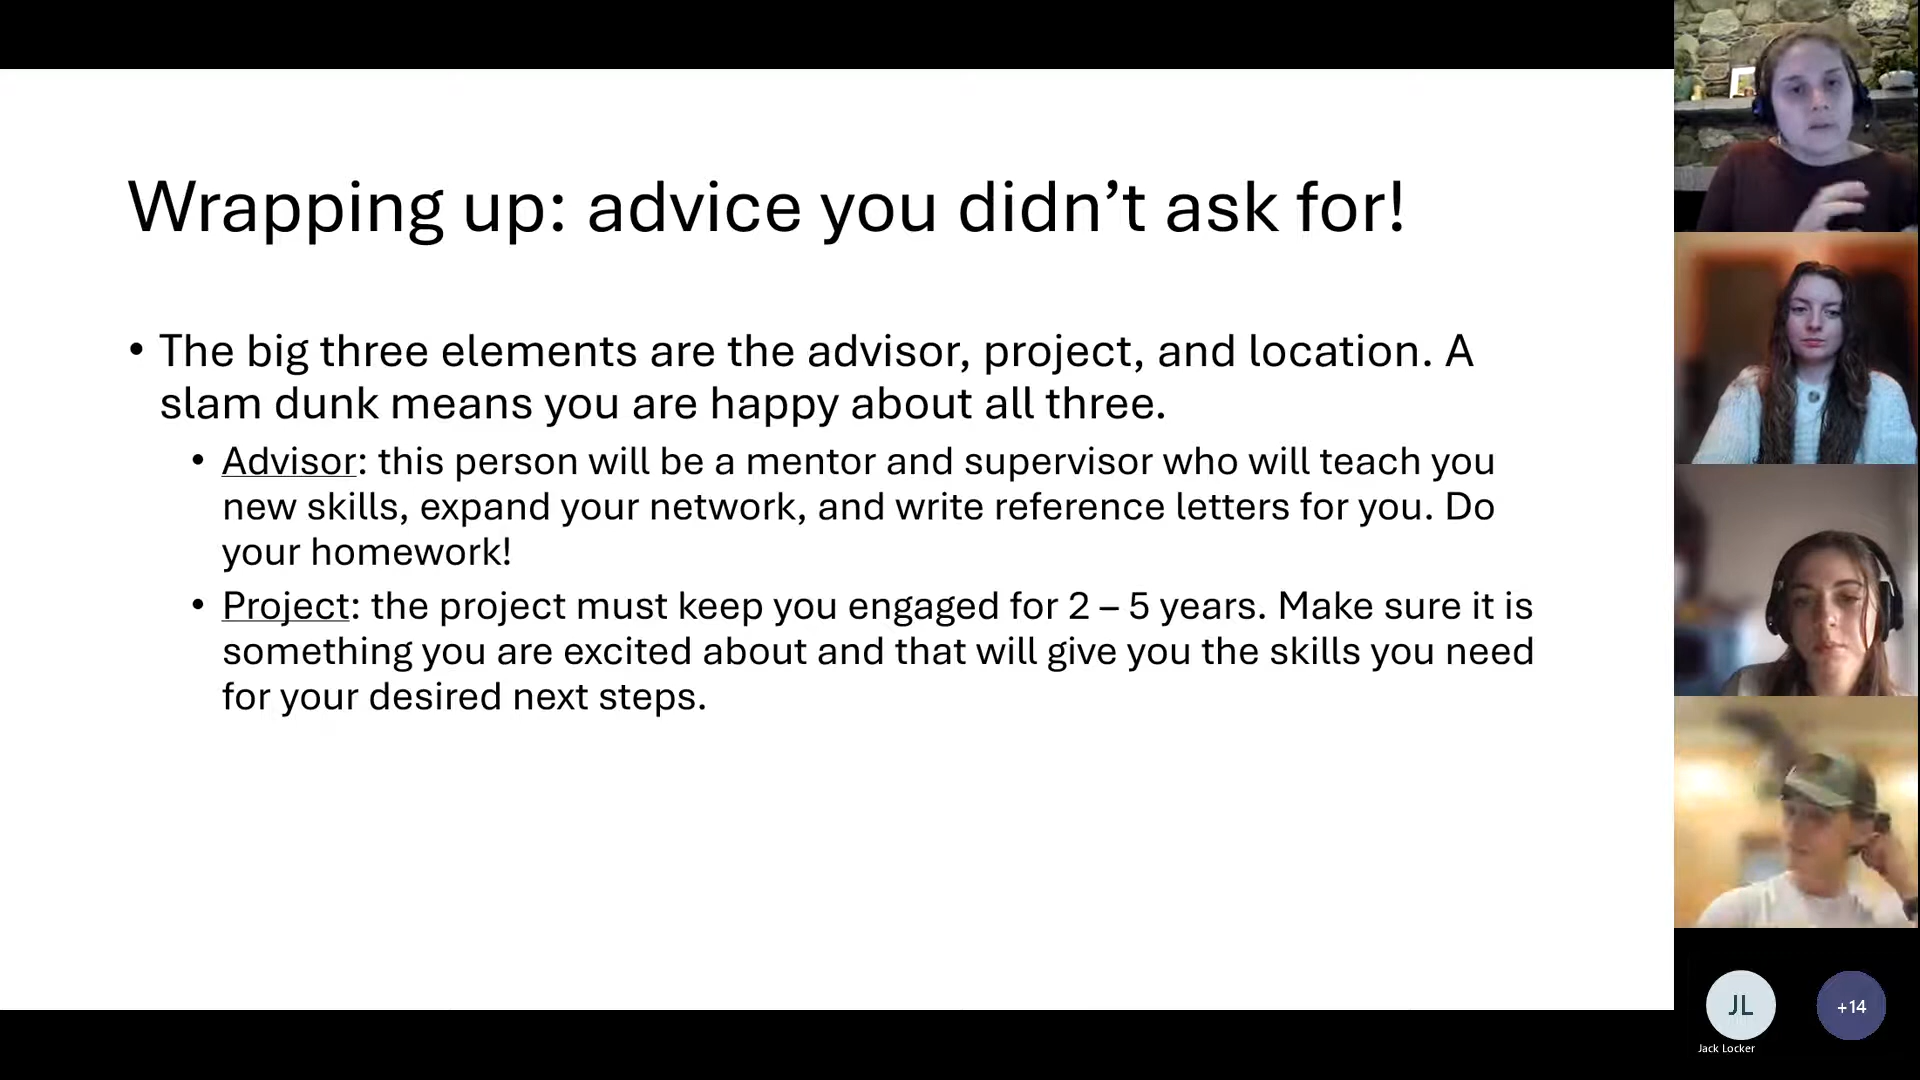 Wrapping up: advice you didn’t ask for!
• The big three elements are the advisor, project, and location. A
slam dunk means you are happy about all three.
• Advisor: this person will be a mentor and supervisor who will teach you
new skills, expand your network, and write reference letters for you. Do
your homework!
• Project: the project must keep you engaged for 2 – 5 years. Make sure it is
something you are excited about and that will give you the skills you need
for your desired next steps.
JL
+14
Jack Locker